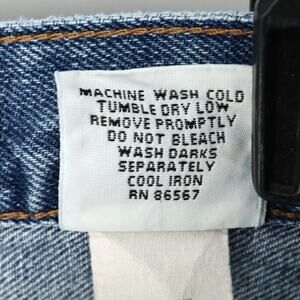 MACHINE WASH COLD
TUMBLE DRY LOW
REMOVE PROMPTLY
DO NOT BLEACH
WASH DARKS
SEPARATELY
COOL IRON
RN 86567